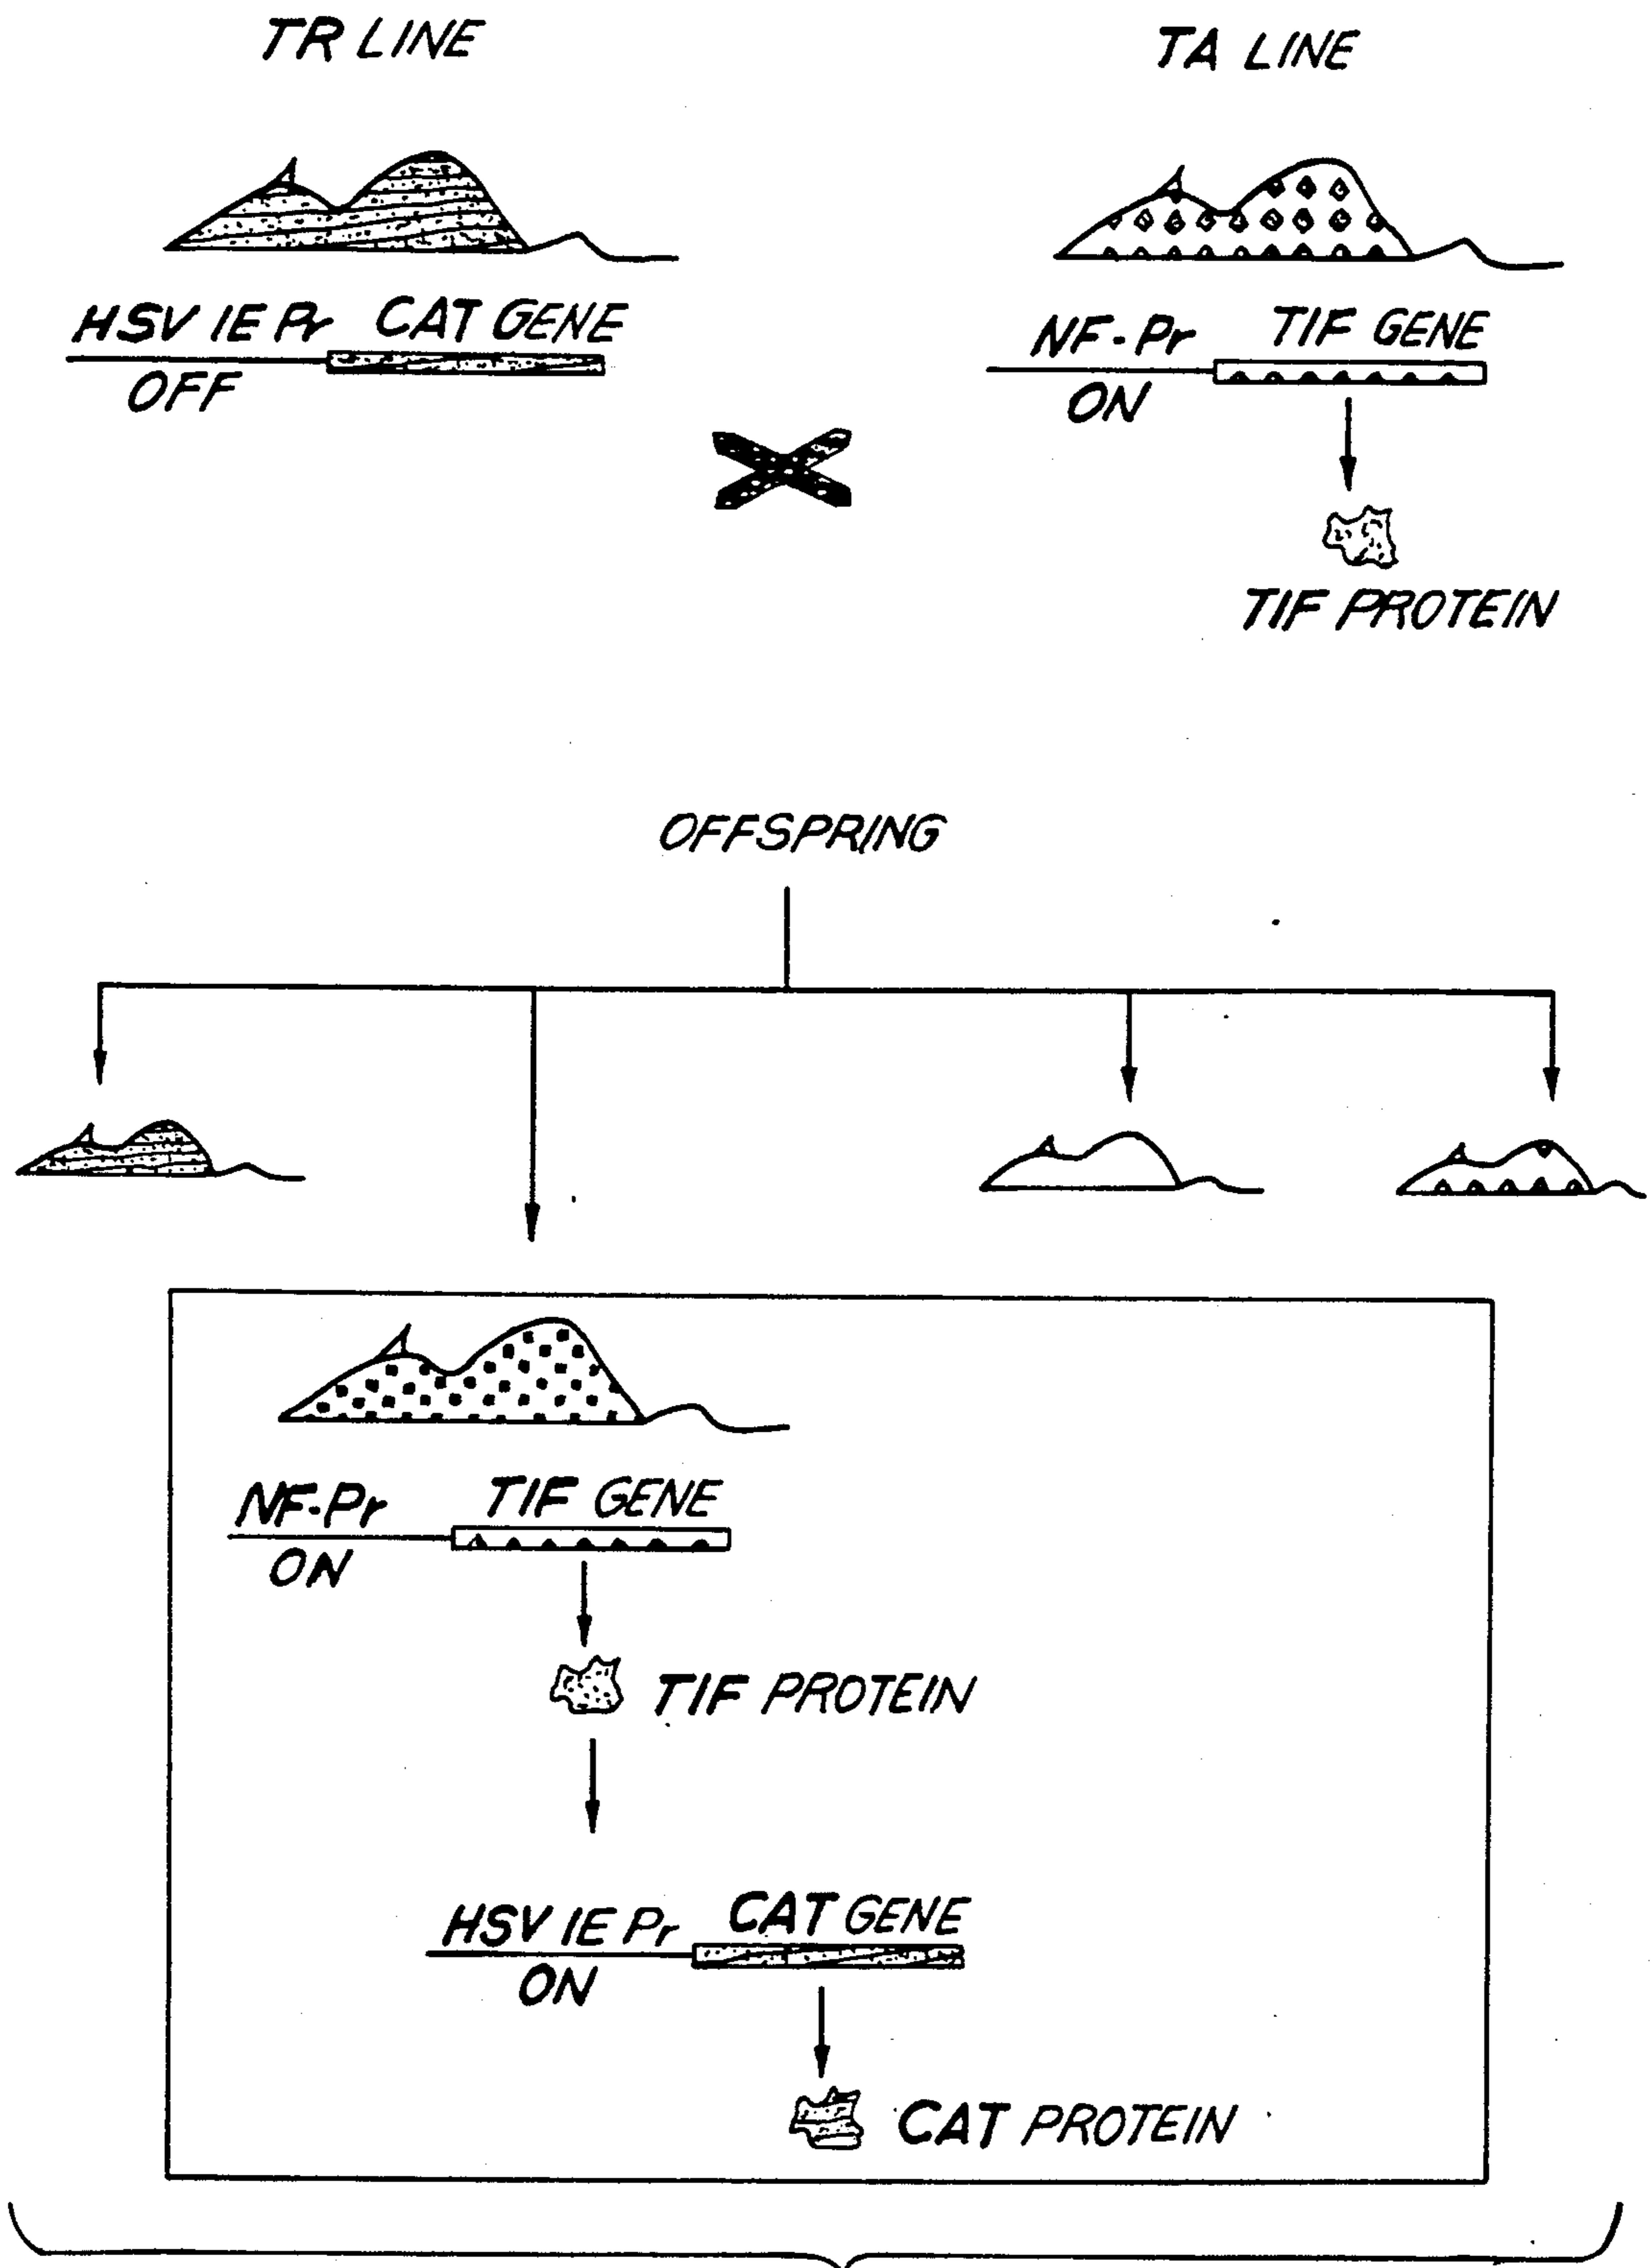 TR LINE
TA LINE
HSV IE Pr CAT GENE
OFF
NF-Pr TIF GENE
ON
TIF PROTEIN
OFFSPRING
NF-Pr TIF GENE
ON
TIF PROTEIN
HSV IE Pr CAT GENE
ON
CAT PROTEIN